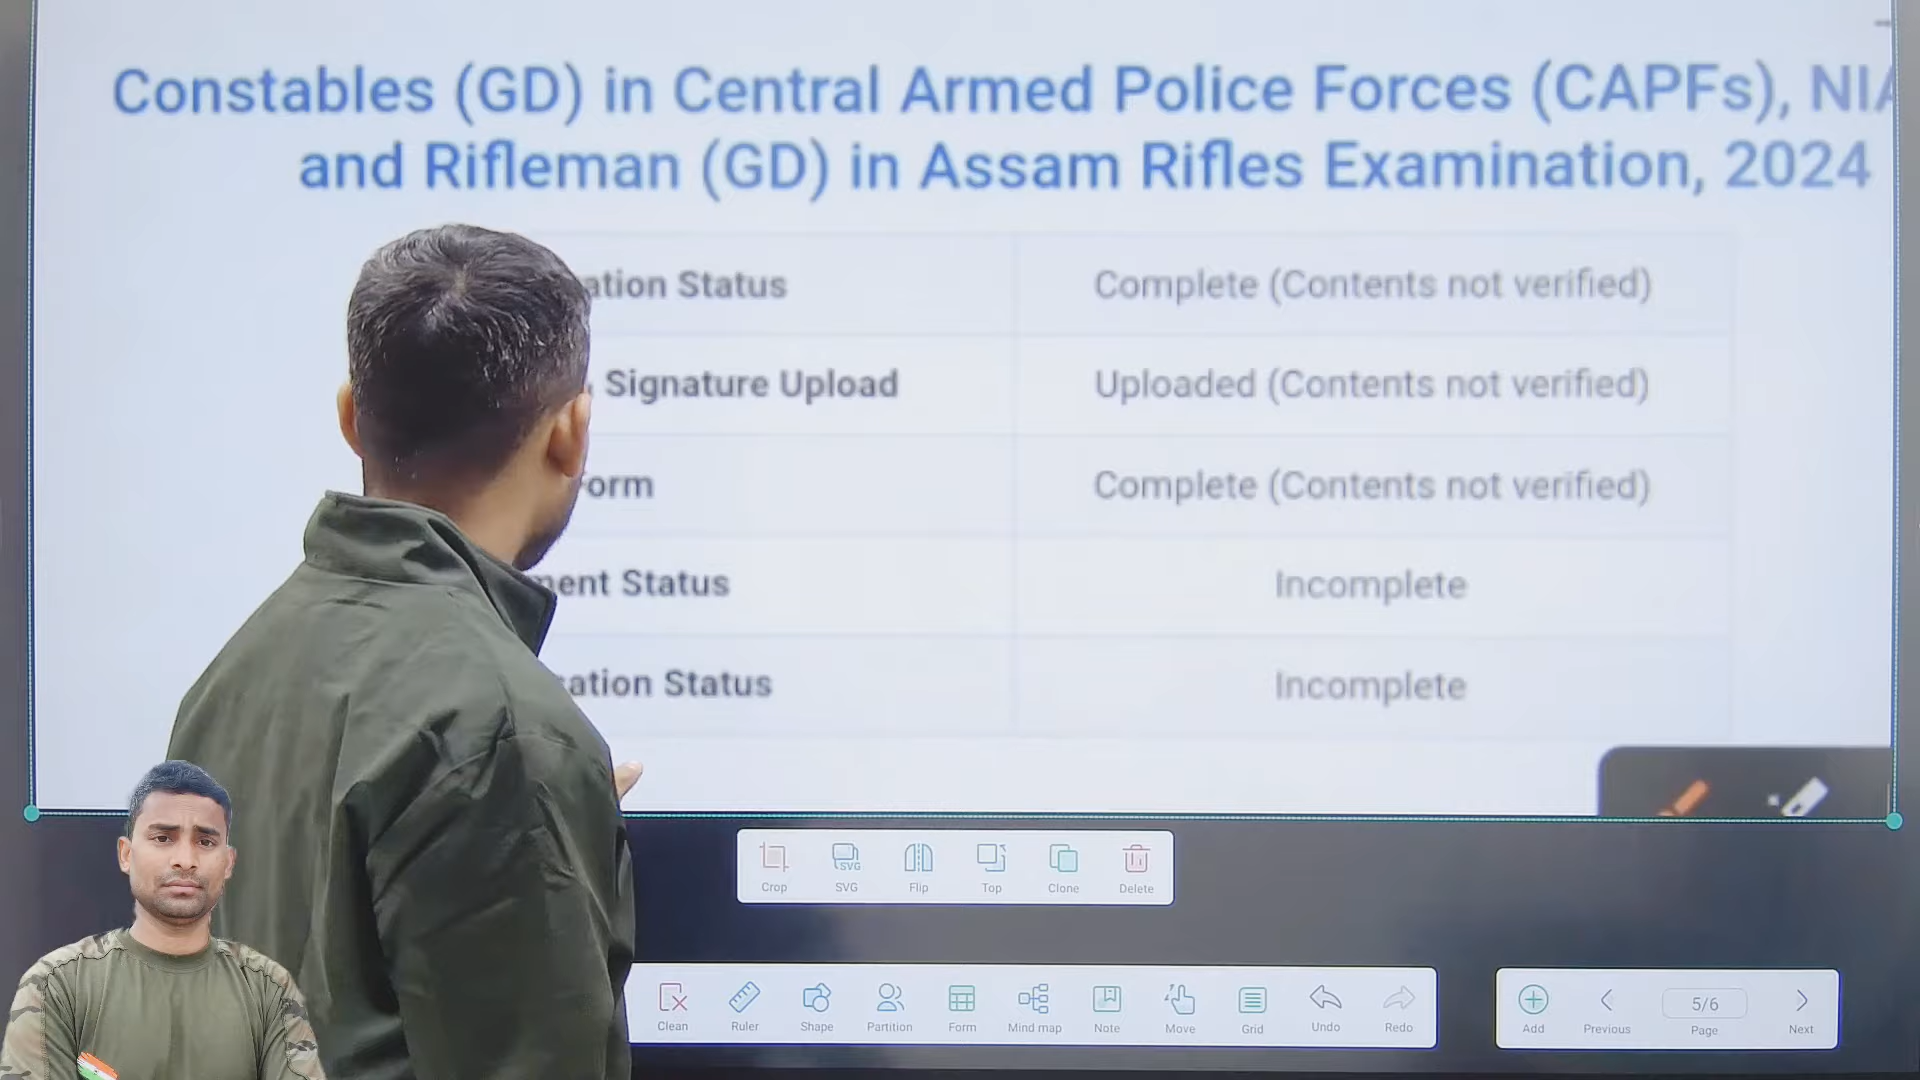 Constables (GD) in Central Armed Police Forces (CAPFs), NIA
and Rifleman (GD) in Assam Rifles Examination, 2024
ation Status Complete (Contents not verified)
Signature Upload Uploaded (Contents not verified)
orm Complete (Contents not verified)
ment Status Incomplete
ation Status Incomplete
Crop SVG Flip Top Clone Delete
SVG
Clean Ruler Shape Partition Form Mind map Note Move Grid Undo Redo
5/6
Add Previous Page Next